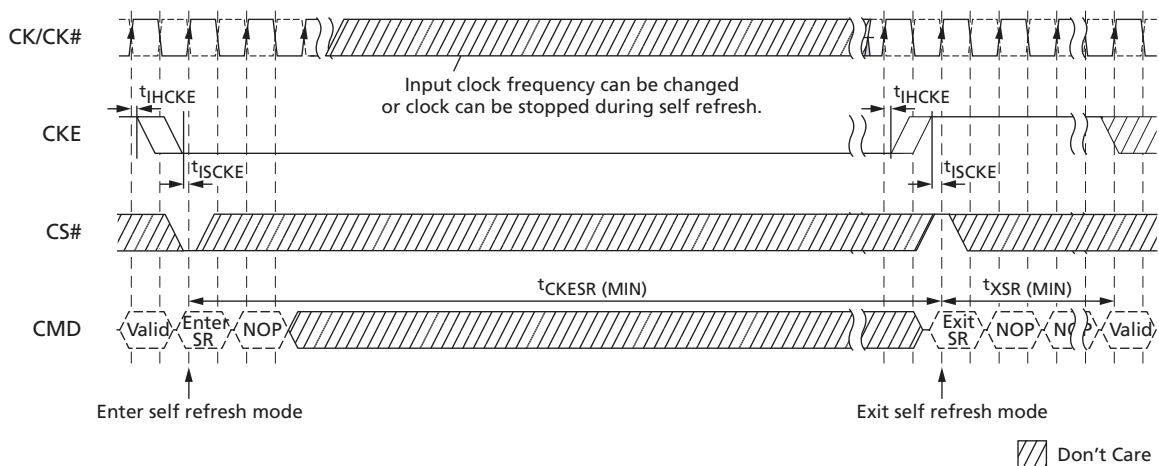 CK/CK#
Input clock frequency can be changed
or clock can be stopped during self refresh.
tIHCKE
tIHCKE
CKE
tISCKE
tISCKE
CS#
tCKESR (MIN)
tXSR (MIN)
CMD
Valid
Enter
SR
NOP
Exit
SR
NOP
NOP
Valid
Enter self refresh mode
Exit self refresh mode
Don't Care